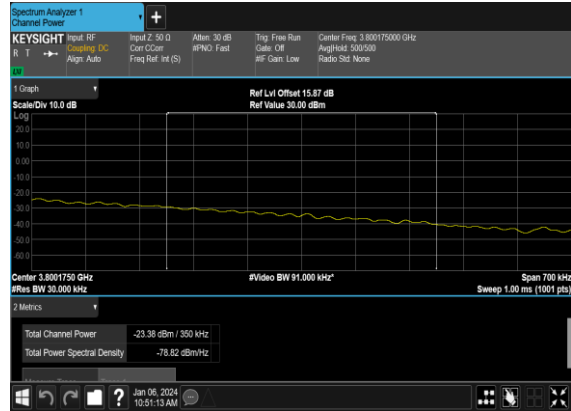 Spectrum Analyzer 1
Channel Power
KEYSIGHT
R T
LW
Input: RF
Coupling: DC
Align: Auto
Input Z: 50 Ω
Corr CCorr
Freq Ref: Int (S)
Atten: 30 dB
#PNO: Fast
Trig: Free Run
Gate: Off
#IF Gain: Low
Center Freq: 3.800175000 GHz
Avg|Hold: 500/500
Radio Std: None
1 Graph
Scale/Div 10.0 dB
Ref Lvl Offset 15.87 dB
Ref Value 30.00 dBm
Log
20.0
10.0
0.00
-10.0
-20.0
-30.0
-40.0
-50.0
-60.0
Center 3.8001750 GHz
#Res BW 30.000 kHz
#Video BW 91.000 kHz*
Span 700 kHz
Sweep 1.00 ms (1001 pts)
2 Metrics
Total Channel Power -23.38 dBm / 350 kHz
Total Power Spectral Density -78.82 dBm/Hz
?
Jan 06, 2024
10:51:13 AM